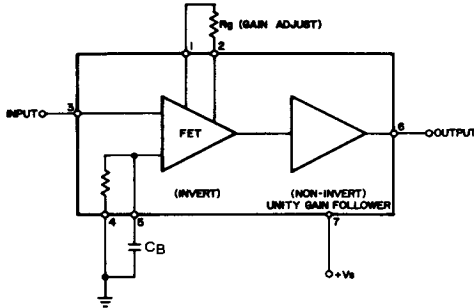 Rg (GAIN ADJUST)
1
2
INPUT
3
FET
6
OUTPUT
(INVERT)
(NON-INVERT)
UNITY GAIN FOLLOWER
4
5
7
CB
+Vs